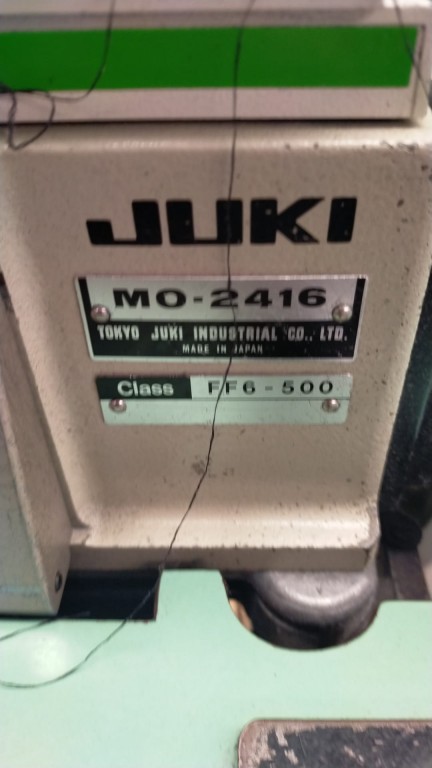 JUKI
MO-2416
TOKYO JUKI INDUSTRIAL CO., LTD.
MADE IN JAPAN
Class FF6-500